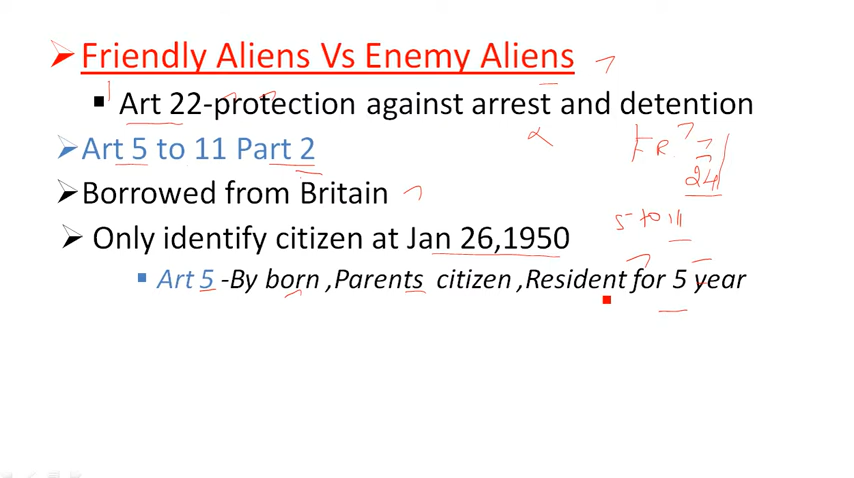 Friendly Aliens Vs Enemy Aliens
Art 22-protection against arrest and detention
F R
24
Art 5 to 11 Part 2
Borrowed from Britain
5 to 11
Only identify citizen at Jan 26,1950
Art 5 -By born ,Parents citizen ,Resident for 5 year